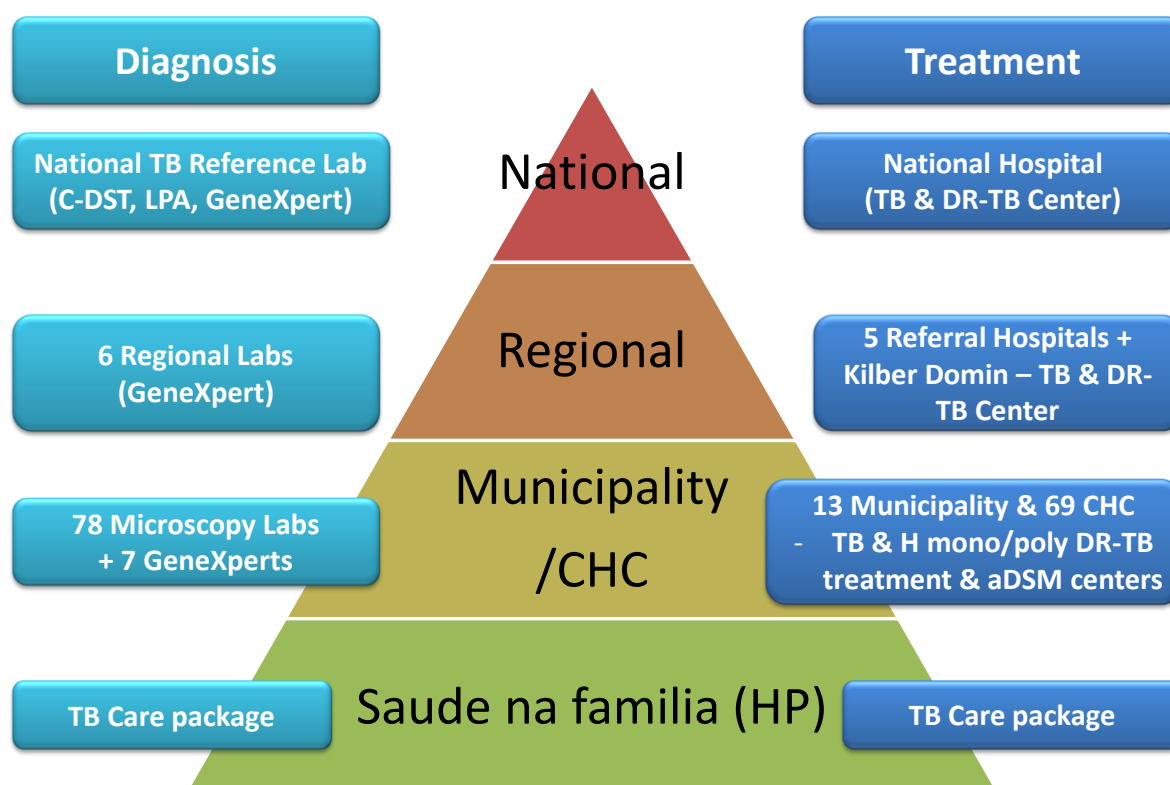 Diagnosis
Treatment
National TB Reference Lab
(C-DST, LPA, GeneXpert)
National
National Hospital
(TB & DR-TB Center)
6 Regional Labs
(GeneXpert)
Regional
5 Referral Hospitals +
Kilber Domin – TB & DR-
TB Center
78 Microscopy Labs
+ 7 GeneXperts
Municipality
/CHC
13 Municipality & 69 CHC
- TB & H mono/poly DR-TB
treatment & aDSM centers
TB Care package
Saude na familia (HP)
TB Care package